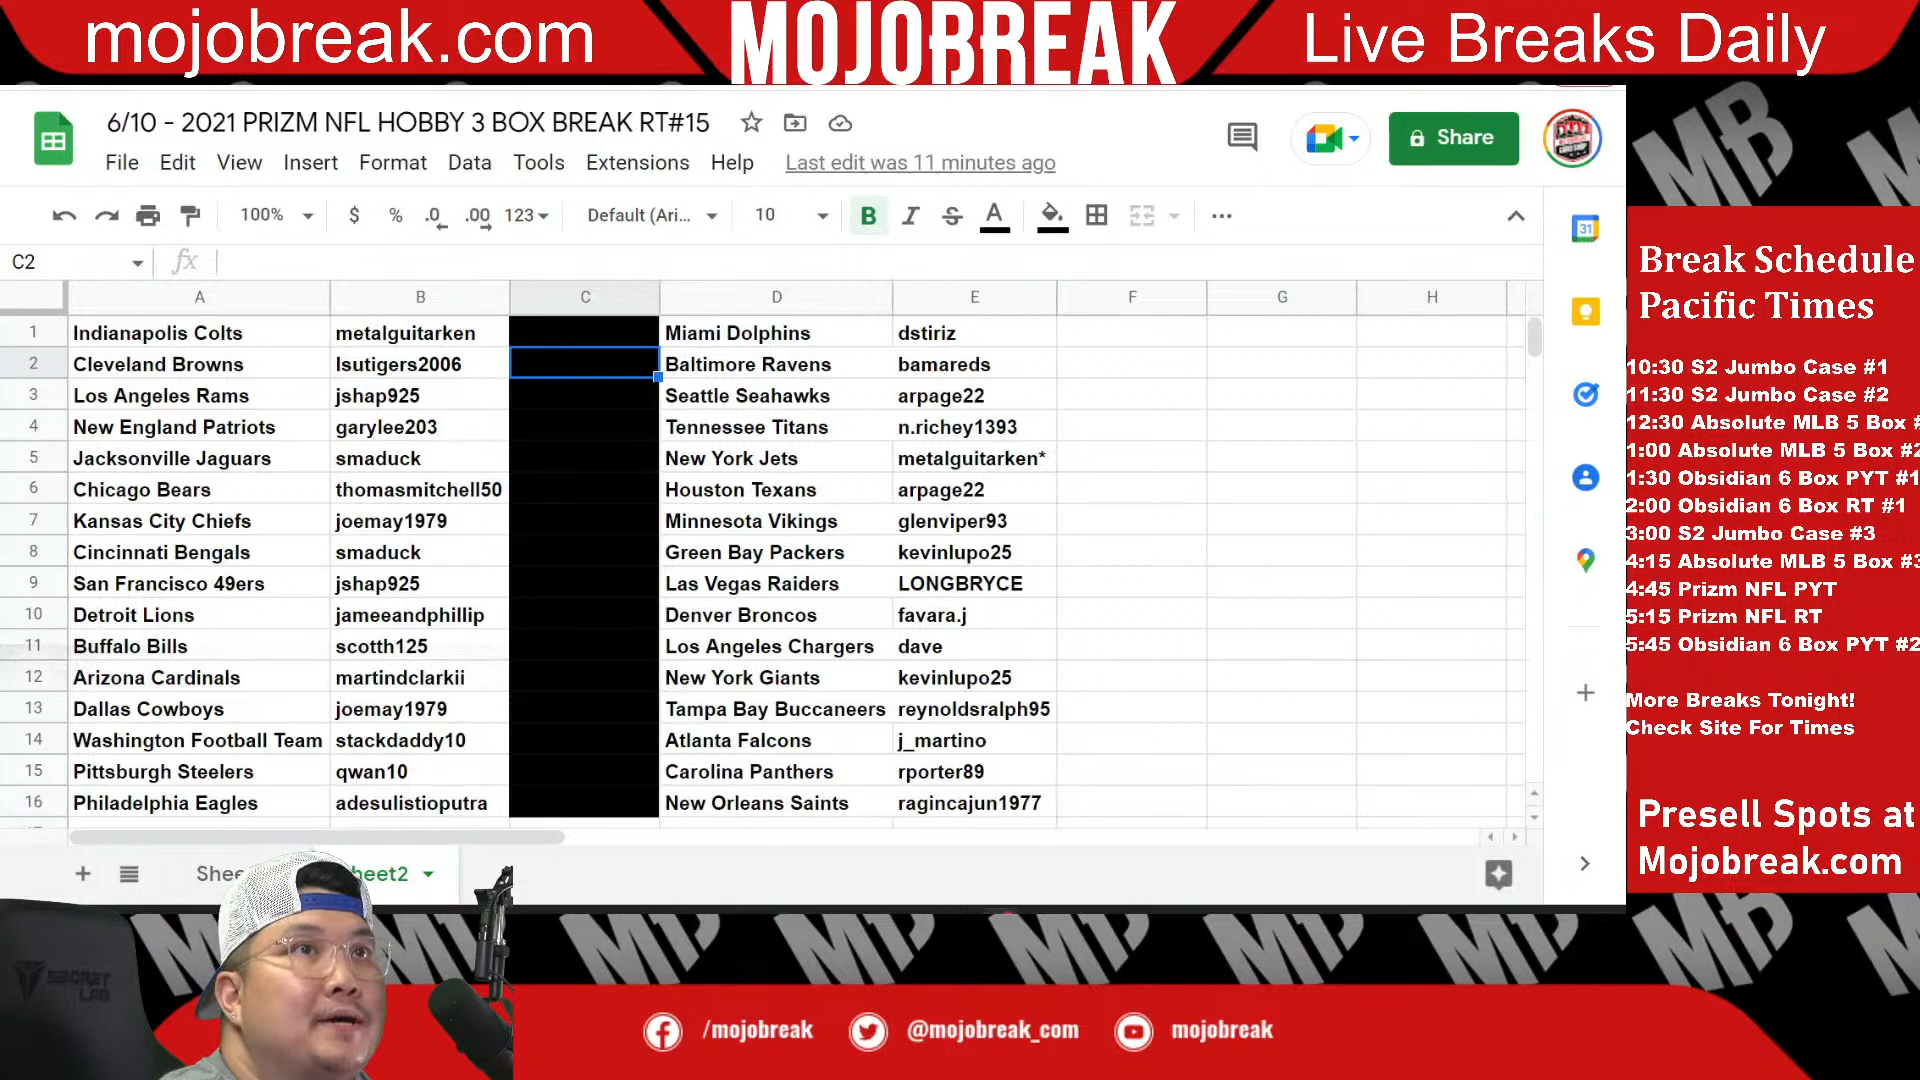 mojobreak.com
MOJOBREAK
Live Breaks Daily
6/10 - 2021 PRIZM NFL HOBBY 3 BOX BREAK RT#15
Share
File Edit View Insert Format Data Tools Extensions Help Last edit was 11 minutes ago
100% $ % .0 .00 123 Default (Ari... 10 B I S A
31
C2 fx
A B C D E F G H
1 Indianapolis Colts metalguitarken Miami Dolphins dstiriz
2 Cleveland Browns lsutigers2006 Baltimore Ravens bamareds
3 Los Angeles Rams jshap925 Seattle Seahawks arpage22
4 New England Patriots garylee203 Tennessee Titans n.richey1393
5 Jacksonville Jaguars smaduck New York Jets metalguitarken*
6 Chicago Bears thomasmitchell50 Houston Texans arpage22
7 Kansas City Chiefs joemay1979 Minnesota Vikings glenviper93
8 Cincinnati Bengals smaduck Green Bay Packers kevinlupo25
9 San Francisco 49ers jshap925 Las Vegas Raiders LONGBRYCE
10 Detroit Lions jameeandphillip Denver Broncos favara.j
11 Buffalo Bills scotth125 Los Angeles Chargers dave
12 Arizona Cardinals martindclarkii New York Giants kevinlupo25
13 Dallas Cowboys joemay1979 Tampa Bay Buccaneers reynoldsralph95
14 Washington Football Team stackdaddy10 Atlanta Falcons j_martino
15 Pittsburgh Steelers qwan10 Carolina Panthers rporter89
16 Philadelphia Eagles adesulistioputra New Orleans Saints ragincajun1977
Break Schedule
Pacific Times
10:30 S2 Jumbo Case #1
11:30 S2 Jumbo Case #2
12:30 Absolute MLB 5 Box #
1:00 Absolute MLB 5 Box #2
1:30 Obsidian 6 Box PYT #1
2:00 Obsidian 6 Box RT #1
3:00 S2 Jumbo Case #3
4:15 Absolute MLB 5 Box #3
4:45 Prizm NFL PYT
5:15 Prizm NFL RT
5:45 Obsidian 6 Box PYT #2
More Breaks Tonight!
Check Site For Times
Presell Spots at
Mojobreak.com
Shee heet2
SECRET
LAB
/mojobreak @mojobreak_com mojobreak